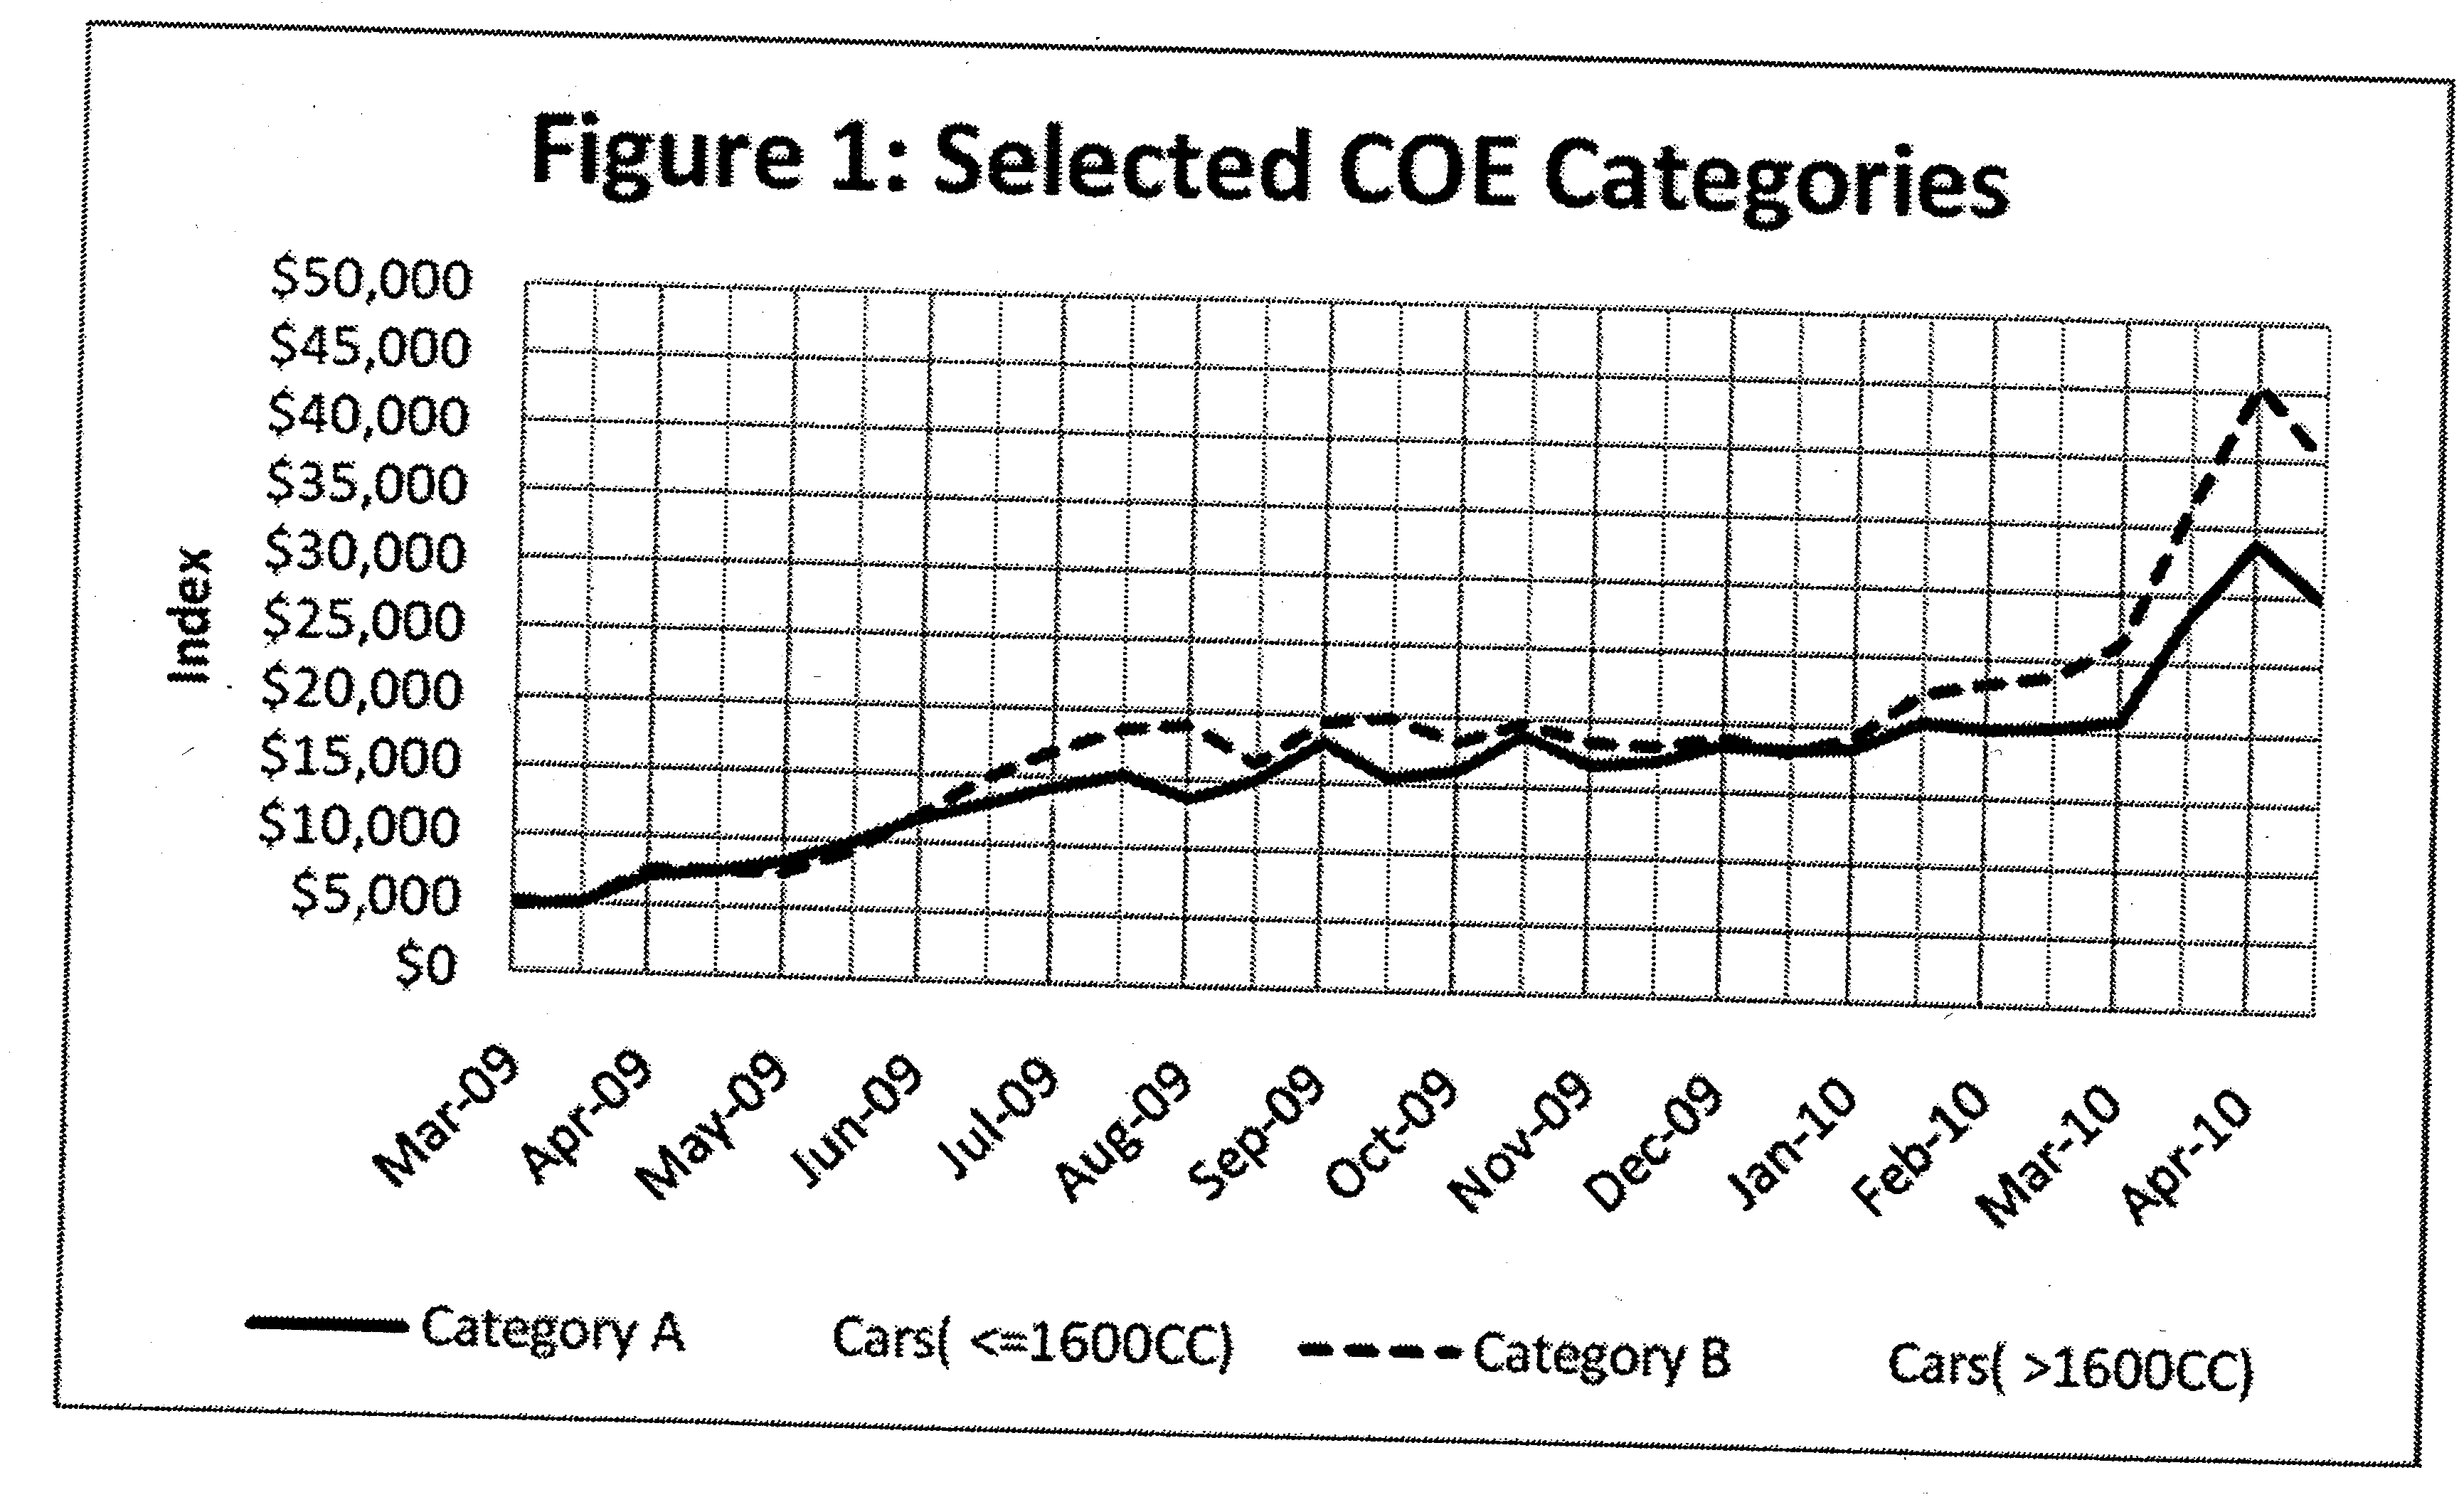 Figure 1: Selected COE Categories
$50,000
$45,000
$40,000
$35,000
$30,000
$25,000
$20,000
$15,000
$10,000
$5,000
$0
Index
Mar-09
Apr-09
May-09
Jun-09
Jul-09
Aug-09
Sep-09
Oct-09
Nov-09
Dec-09
Jan-10
Feb-10
Mar-10
Apr-10
Category A Cars( <=1600CC) Category B Cars( >1600CC)